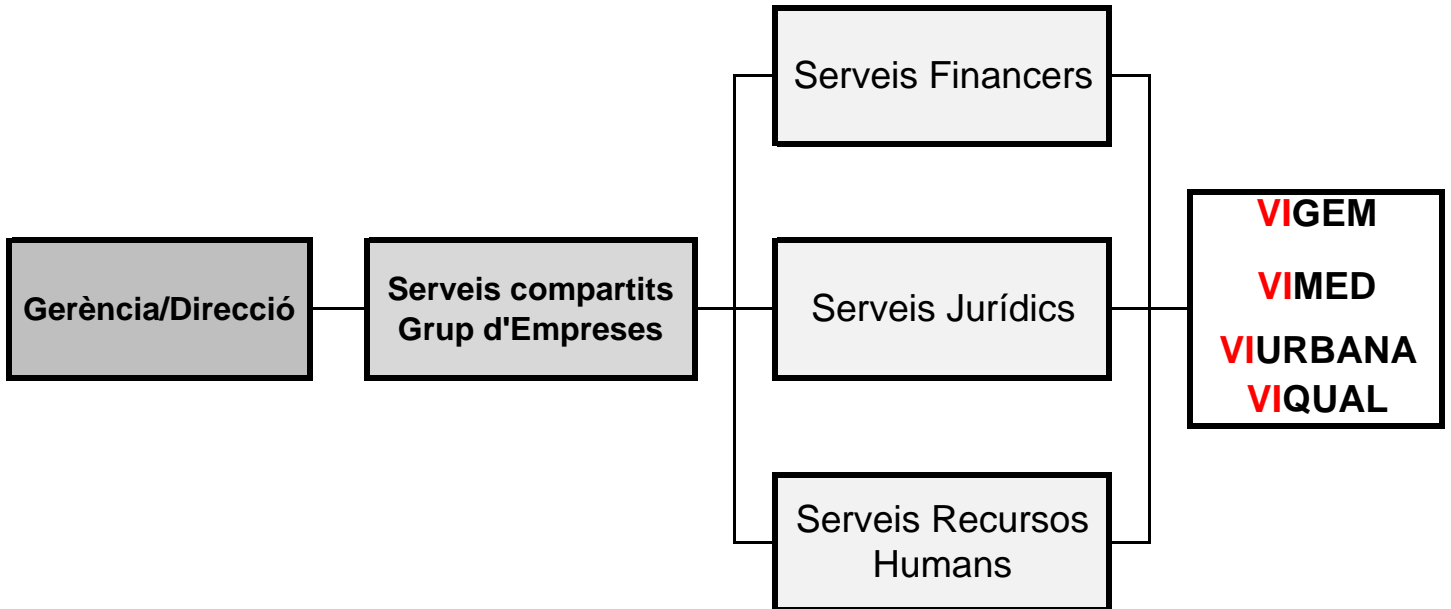 Gerència/Direcció
Serveis compartits
Grup d'Empreses
Serveis Financers
Serveis Jurídics
Serveis Recursos
Humans
VIGEM
VIMED
VIURBANA
VIQUAL